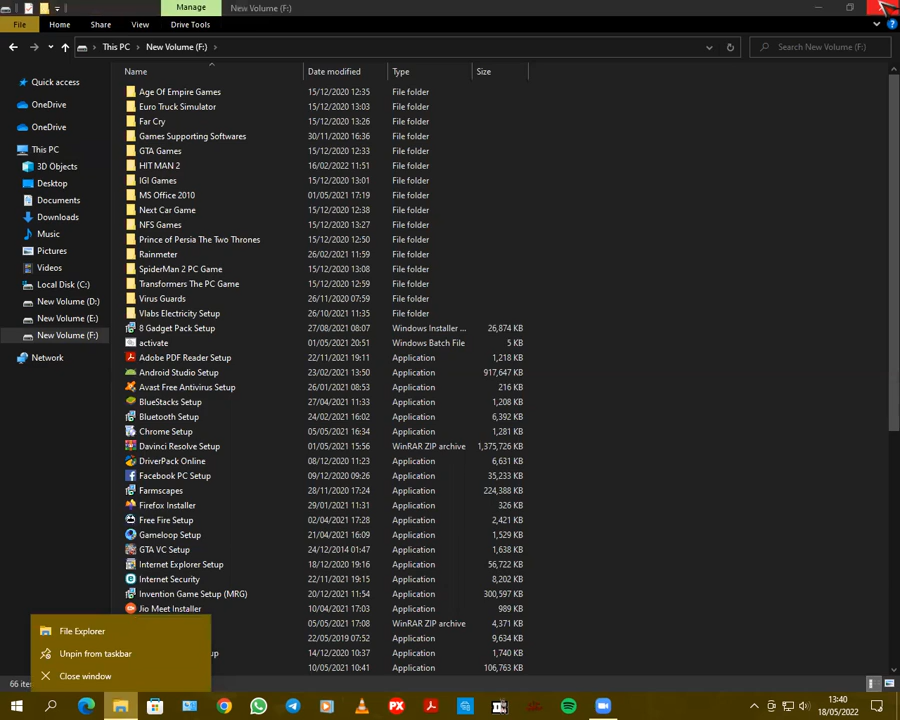 Manage
New Volume (F:)
File
Home
Share
View
Drive Tools
This PC
New Volume (F:)
Search New Volume (F:)
Name
Date modified
Type
Size
Quick access
OneDrive
OneDrive
This PC
3D Objects
Desktop
Documents
Downloads
Music
Pictures
Videos
Local Disk (C:)
New Volume (D:)
New Volume (E:)
New Volume (F:)
Network
Age Of Empire Games 15/12/2020 12:35 File folder
Euro Truck Simulator 15/12/2020 13:03 File folder
Far Cry 15/12/2020 13:26 File folder
Games Supporting Softwares 30/11/2020 16:36 File folder
GTA Games 15/12/2020 12:33 File folder
HIT MAN 2 16/02/2022 11:51 File folder
IGI Games 15/12/2020 13:01 File folder
MS Office 2010 01/05/2021 17:19 File folder
Next Car Game 15/12/2020 12:38 File folder
NFS Games 15/12/2020 13:27 File folder
Prince of Persia The Two Thrones 15/12/2020 12:50 File folder
Rainmeter 26/02/2021 11:59 File folder
SpiderMan 2 PC Game 15/12/2020 13:08 File folder
Transformers The PC Game 15/12/2020 12:59 File folder
Virus Guards 26/11/2020 07:59 File folder
Vlabs Electricity Setup 26/10/2021 11:35 File folder
8 Gadget Pack Setup 27/08/2021 08:07 Windows Installer ... 26,874 KB
activate 01/05/2021 20:51 Windows Batch File 5 KB
Adobe PDF Reader Setup 22/11/2021 19:11 Application 1,218 KB
Android Studio Setup 23/02/2021 13:50 Application 917,647 KB
Avast Free Antivirus Setup 26/01/2021 08:53 Application 216 KB
BlueStacks Setup 27/04/2021 11:33 Application 1,208 KB
Bluetooth Setup 24/02/2021 16:02 Application 6,392 KB
Chrome Setup 05/05/2021 16:34 Application 1,281 KB
Davinci Resolve Setup 01/05/2021 15:56 WinRAR ZIP archive 1,375,726 KB
DriverPack Online 08/12/2020 11:23 Application 6,631 KB
Facebook PC Setup 09/12/2020 09:26 Application 35,233 KB
Farmscapes 28/11/2020 17:24 Application 224,388 KB
Firefox Installer 29/01/2021 11:31 Application 326 KB
Free Fire Setup 02/04/2021 17:28 Application 2,421 KB
Gameloop Setup 21/04/2021 16:09 Application 1,529 KB
GTA VC Setup 24/12/2014 01:47 Application 1,638 KB
Internet Explorer Setup 18/12/2020 19:16 Application 56,722 KB
Internet Security 22/11/2021 19:15 Application 8,202 KB
Invention Game Setup (MRG) 20/12/2021 11:54 Application 300,597 KB
Jio Meet Installer 10/04/2021 17:03 Application 989 KB
05/05/2021 17:08 WinRAR ZIP archive 4,371 KB
22/05/2019 07:52 Application 9,634 KB
up 14/12/2020 10:37 Application 1,740 KB
10/05/2021 10:41 Application 106,763 KB
File Explorer
Unpin from taskbar
Close window
66 ite
13:40
18/05/2022